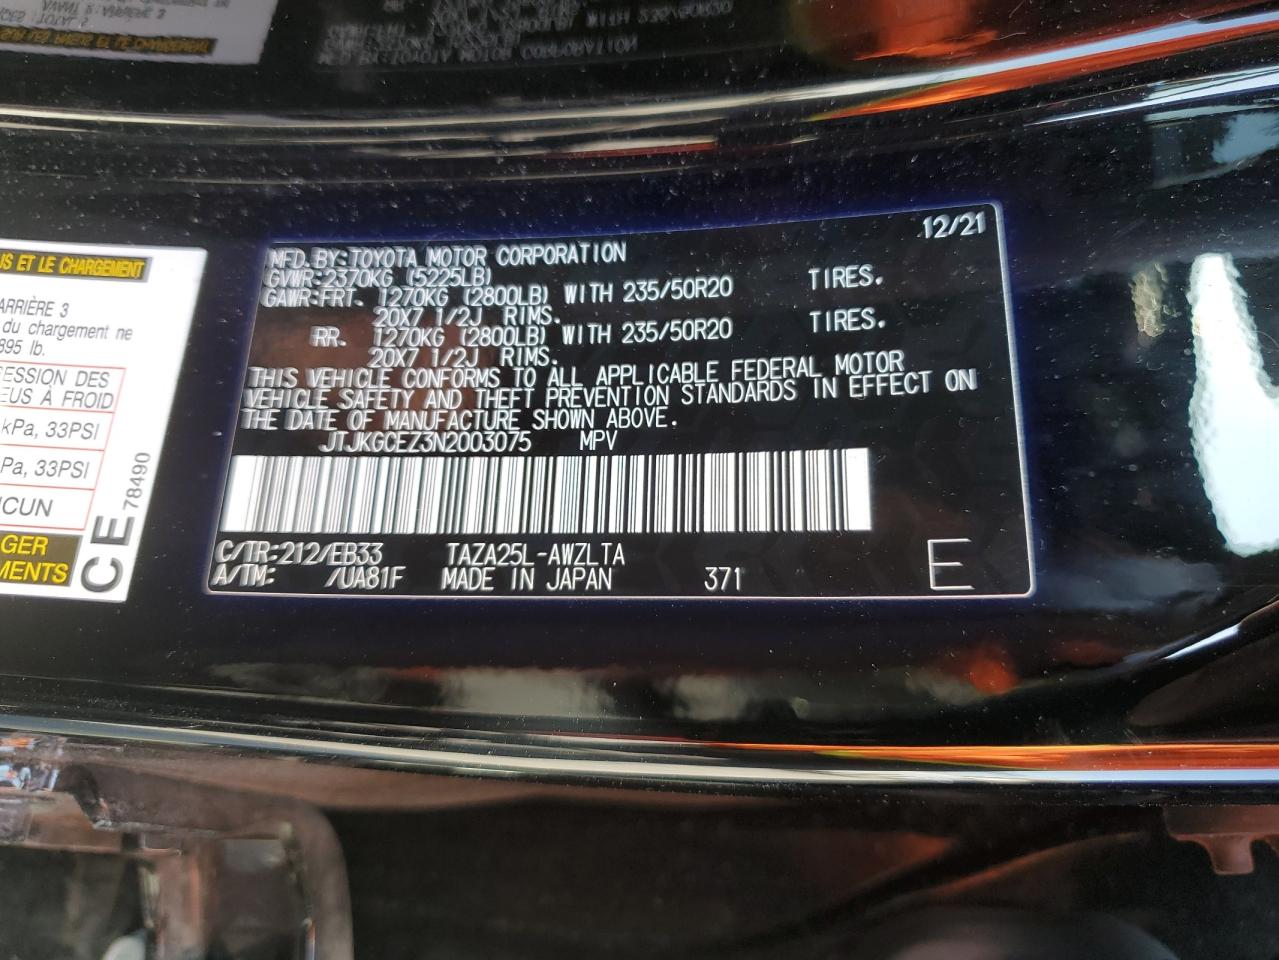 12/21
MFD. BY:TOYOTA MOTOR CORPORATION
GVWR:2370KG (5225LB)
GAWR:FRT. 1270KG (2800LB) WITH 235/50R20 TIRES.
20X7 1/2J RIMS.
RR. 1270KG (2800LB) WITH 235/50R20 TIRES.
20X7 1/2J RIMS.
THIS VEHICLE CONFORMS TO ALL APPLICABLE FEDERAL MOTOR
VEHICLE SAFETY AND THEFT PREVENTION STANDARDS IN EFFECT ON
THE DATE OF MANUFACTURE SHOWN ABOVE.
JTJKGCEZ3N2003075 MPV
C/TR:212/EB33 TAZA25L-AWZLTA
A/TM: /UA81F MADE IN JAPAN 371 E
US ET LE CHARGEMENT
ARRIÈRE 3
du chargement ne
895 lb.
ESSION DES
EUS À FROID
kPa, 33PSI
Pa, 33PSI
CUN
GER
MENTS
CE 78490